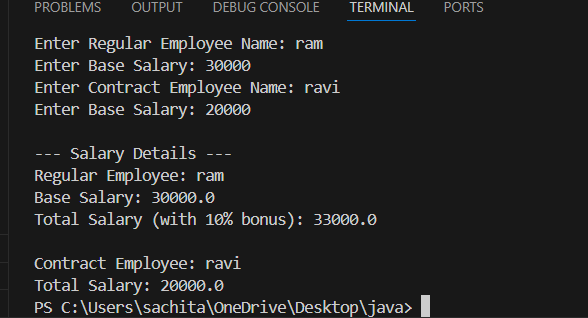 PROBLEMS OUTPUT DEBUG CONSOLE TERMINAL PORTS
Enter Regular Employee Name: ram
Enter Base Salary: 30000
Enter Contract Employee Name: ravi
Enter Base Salary: 20000
--- Salary Details ---
Regular Employee: ram
Base Salary: 30000.0
Total Salary (with 10% bonus): 33000.0
Contract Employee: ravi
Total Salary: 20000.0
PS C:\Users\sachita\OneDrive\Desktop\java>